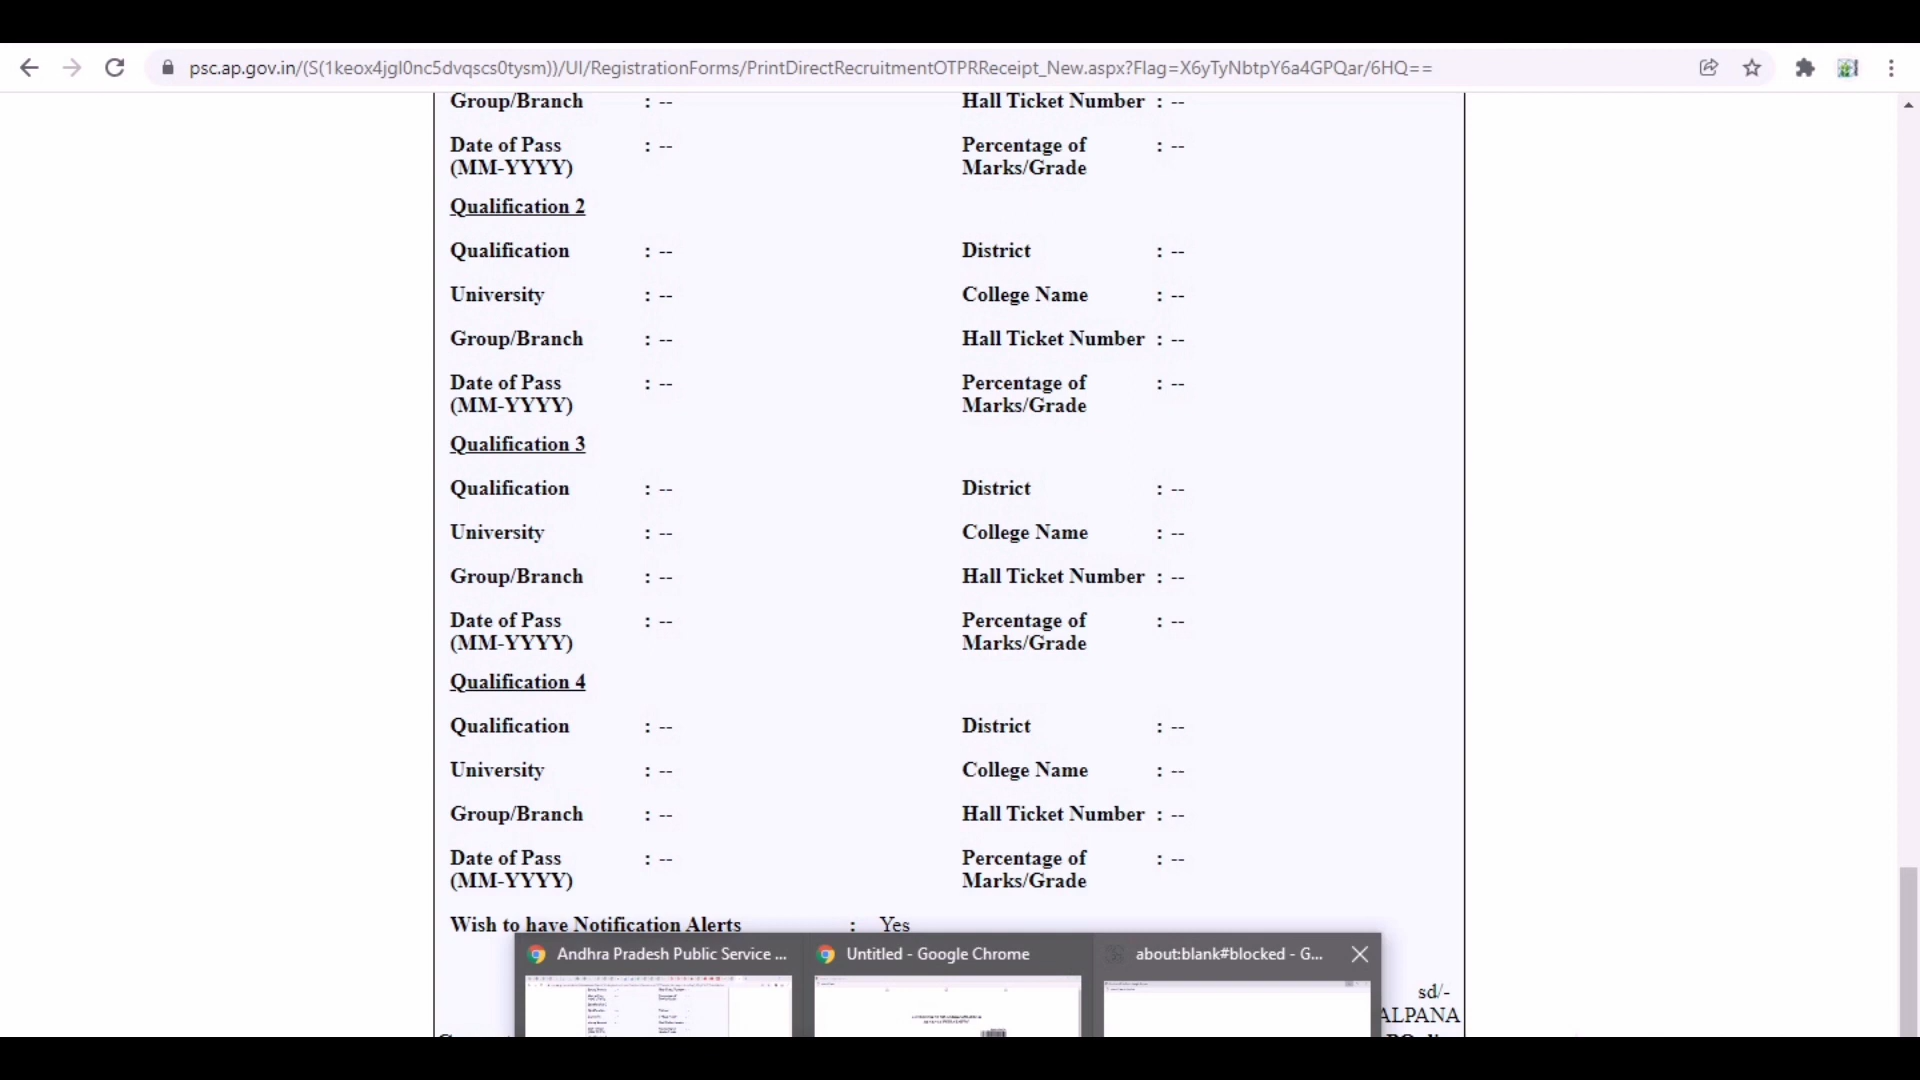 psc.ap.gov.in/(S(1keox4jgl0nc5dvqscs0tysm))/UI/RegistrationForms/PrintDirectRecruitmentOTPRReceipt_New.aspx?Flag=X6yTyNbtpY6a4GPQar/6HQ==
Group/Branch : -- Hall Ticket Number : --
Date of Pass : -- Percentage of : --
(MM-YYYY) Marks/Grade
Qualification 2
Qualification : -- District : --
University : -- College Name : --
Group/Branch : -- Hall Ticket Number : --
Date of Pass : -- Percentage of : --
(MM-YYYY) Marks/Grade
Qualification 3
Qualification : -- District : --
University : -- College Name : --
Group/Branch : -- Hall Ticket Number : --
Date of Pass : -- Percentage of : --
(MM-YYYY) Marks/Grade
Qualification 4
Qualification : -- District : --
University : -- College Name : --
Group/Branch : -- Hall Ticket Number : --
Date of Pass : -- Percentage of : --
(MM-YYYY) Marks/Grade
Wish to have Notification Alerts : Yes
Andhra Pradesh Public Service ... Untitled - Google Chrome about:blank#blocked - G...
sd/-
ALPANA